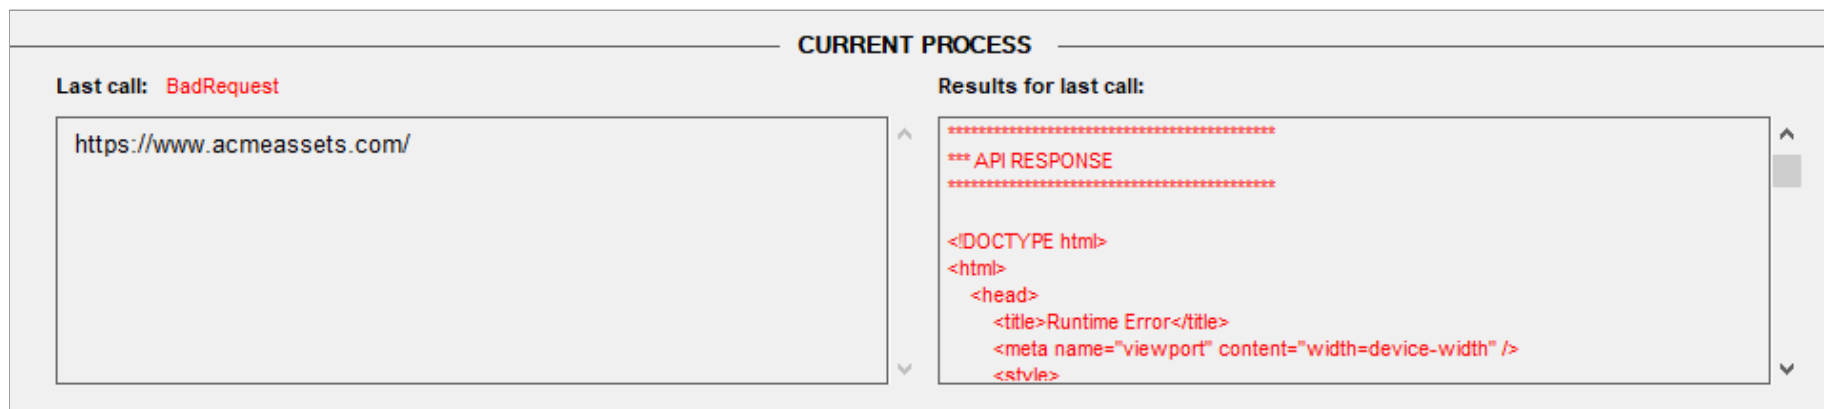 CURRENT PROCESS
Last call: BadRequest
Results for last call:
https://www.acmeassets.com/
*******************************************
*** API RESPONSE
*******************************************
<!DOCTYPE html>
<html>
<head>
<title>Runtime Error</title>
<meta name="viewport" content="width=device-width" />
<style>